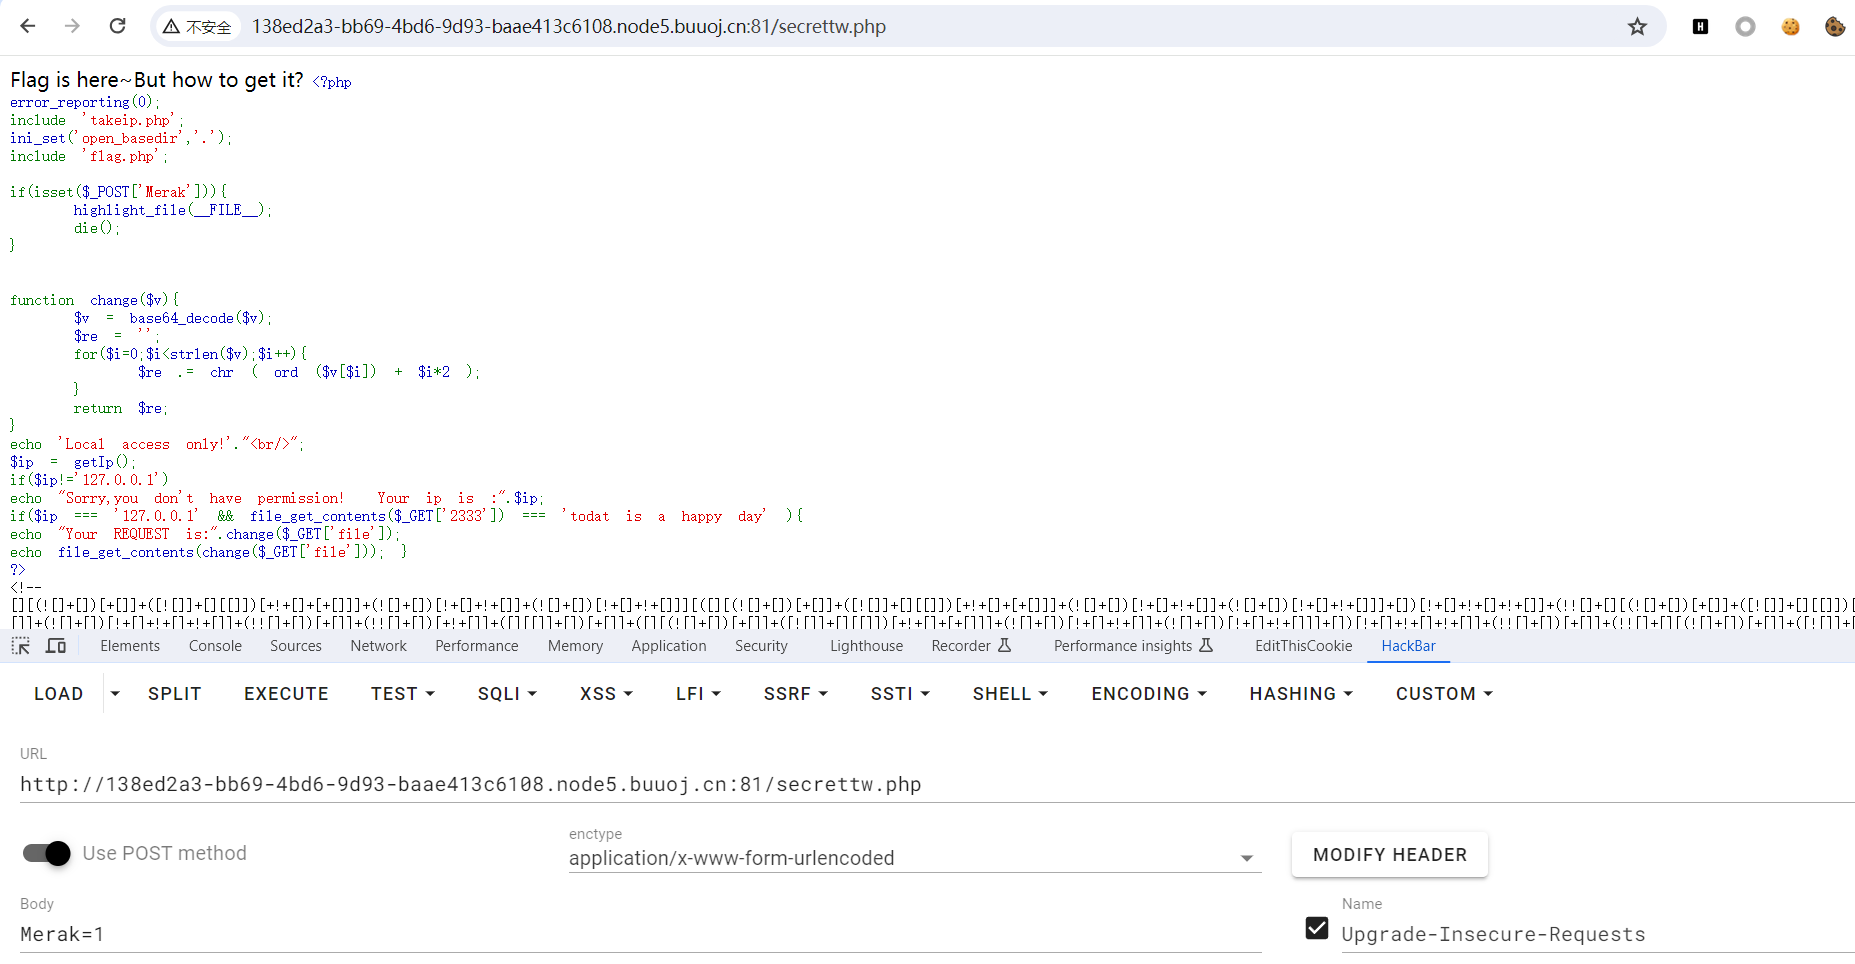 不安全 138ed2a3-bb69-4bd6-9d93-baae413c6108.node5.buuoj.cn:81/secrettw.php
Flag is here~But how to get it? <?php
error_reporting(0);
include 'takeip.php';
ini_set('open_basedir','.');
include 'flag.php';
if(isset($_POST['Merak'])){
highlight_file(__FILE__);
die();
}
function change($v){
$v = base64_decode($v);
$re = '';
for($i=0;$i<strlen($v);$i++){
$re .= chr ( ord ($v[$i]) + $i*2 );
}
return $re;
}
echo 'Local access only!'."<br/>";
$ip = getIp();
if($ip!='127.0.0.1')
echo "Sorry,you don't have permission! Your ip is :".$ip;
if($ip === '127.0.0.1' && file_get_contents($_GET['2333']) === 'todat is a happy day' ){
echo "Your REQUEST is:".change($_GET['file']);
echo file_get_contents(change($_GET['file'])); }
?>
<!--
Elements Console Sources Network Performance Memory Application Security Lighthouse Recorder Performance insights EditThisCookie HackBar
LOAD SPLIT EXECUTE TEST SQLI XSS LFI SSRF SSTI SHELL ENCODING HASHING CUSTOM
URL
http://138ed2a3-bb69-4bd6-9d93-baae413c6108.node5.buuoj.cn:81/secrettw.php
Use POST method
enctype
application/x-www-form-urlencoded
MODIFY HEADER
Body
Merak=1
Name
Upgrade-Insecure-Requests